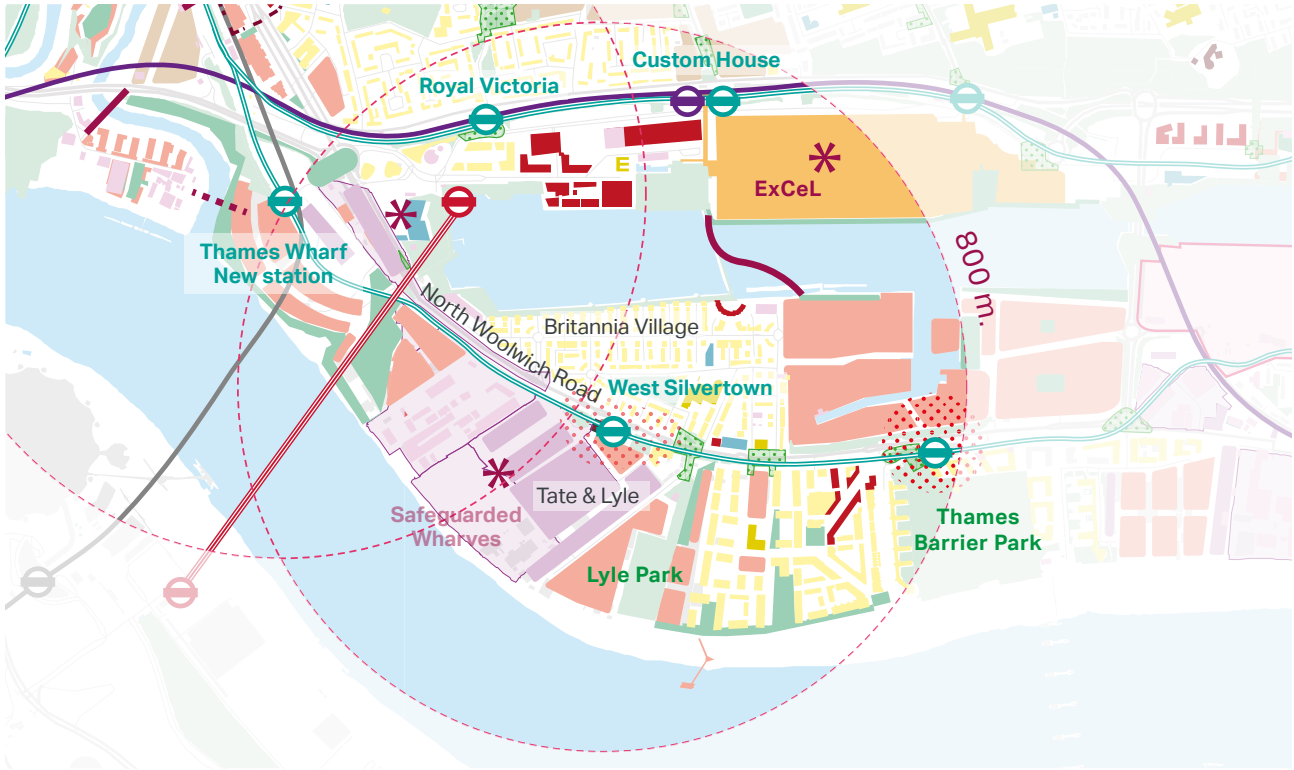 Custom House
Royal Victoria
E
ExCeL
Thames Wharf
New station
800 m.
North Woolwich Road
Britannia Village
West Silvertown
Tate & Lyle
Safeguarded
Wharves
Thames
Barrier Park
Lyle Park